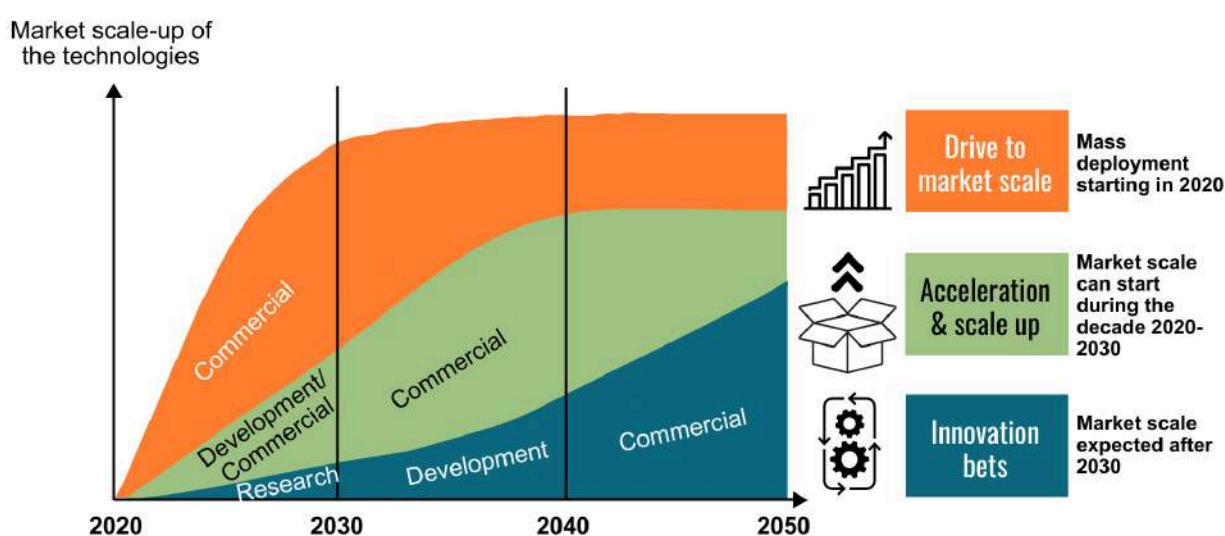 Market scale-up of
the technologies
Commercial
Development/
Commercial
Research
Commercial
Development
Commercial
2020
2030
2040
2050
Drive to
market scale
Mass
deployment
starting in 2020
Acceleration
& scale up
Market scale
can start
during the
decade 2020-
2030
Innovation
bets
Market scale
expected after
2030